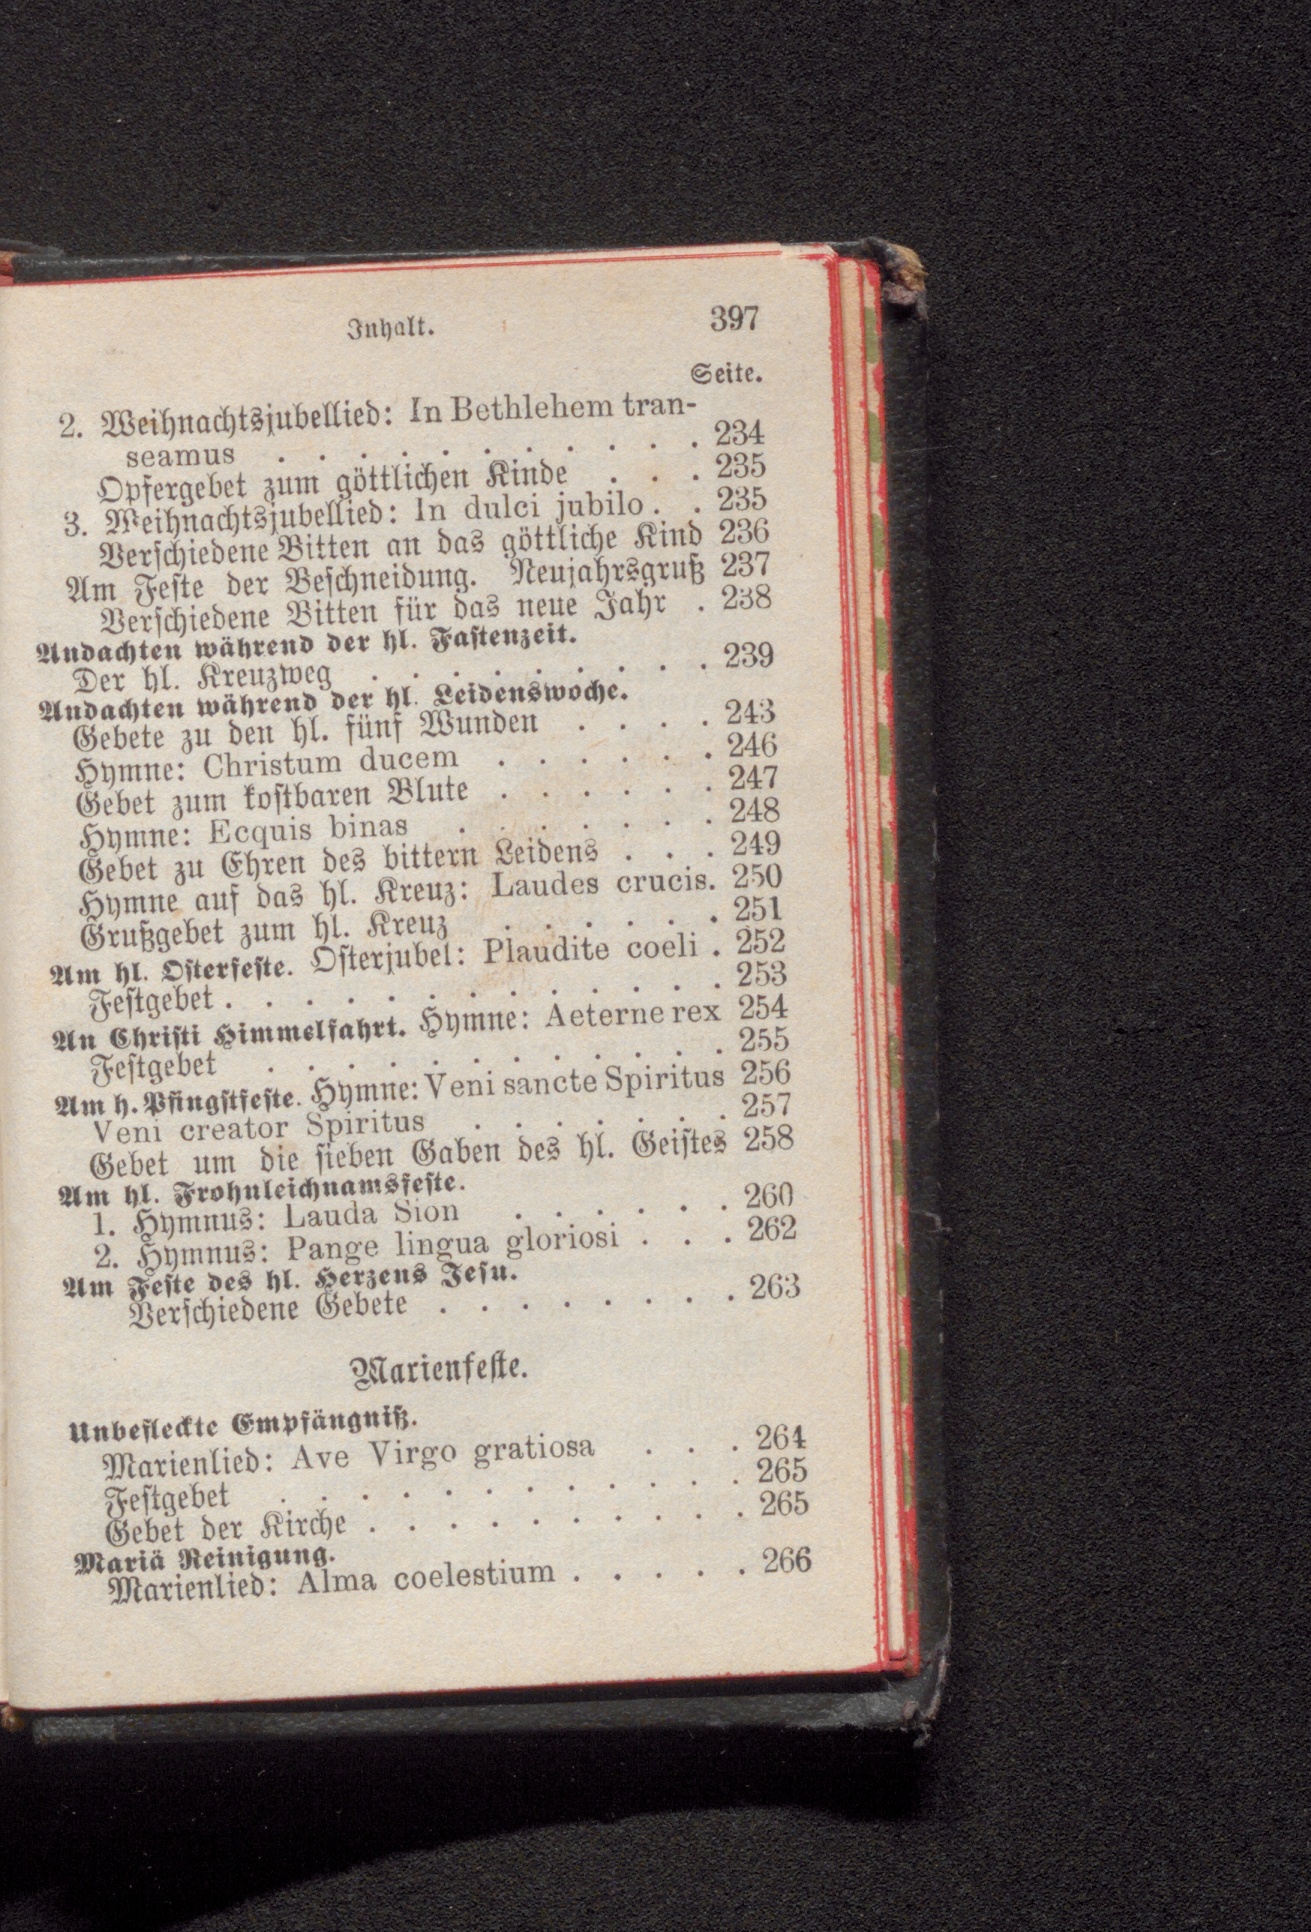 Inhalt. 397
Seite.
2. Weihnachtsjubellied: In Bethlehem tran-
seamus . . . . . . . . . . . 234
Opfergebet zum göttlichen Kinde . . . 235
3. Weihnachtsjubellied: In dulci jubilo . . 235
Verschiedene Bitten an das göttliche Kind 236
Am Feste der Beschneidung. Neujahrsgruß 237
Verschiedene Bitten für das neue Jahr . 238
Andachten während der hl. Fastenzeit.
Der hl. Kreuzweg . . . . . . . . . 239
Andachten während der hl. Leidenswoche.
Gebete zu den hl. fünf Wunden . . . . 243
Hymne: Christum ducem . . . . . . 246
Gebet zum kostbaren Blute . . . . . . 247
Hymne: Ecquis binas . . . . . . . 248
Gebet zu Ehren des bittern Leidens . . . 249
Hymne auf das hl. Kreuz: Laudes crucis. 250
Grußgebet zum hl. Kreuz . . . . . . 251
Am hl. Osterfeste. Osterjubel: Plaudite coeli . 252
Festgebet . . . . . . . . . . . . . 253
An Christi Himmelfahrt. Hymne: Aeterne rex 254
Festgebet . . . . . . . . . . . . 255
Am h. Pfingstfeste. Hymne: Veni sancte Spiritus 256
Veni creator Spiritus . . . . . . . 257
Gebet um die sieben Gaben des hl. Geistes 258
Am hl. Frohnleichnamsfeste.
1. Hymnus: Lauda Sion . . . . . . 260
2. Hymnus: Pange lingua gloriosi . . . 262
Am Feste des hl. Herzens Jesu.
Verschiedene Gebete . . . . . . . . 263
Marienfeste.
Unbefleckte Empfängniß.
Marienlied: Ave Virgo gratiosa . . . 264
Festgebet . . . . . . . . . . . . 265
Gebet der Kirche . . . . . . . . . . 265
Mariä Reinigung.
Marienlied: Alma coelestium . . . . . 266